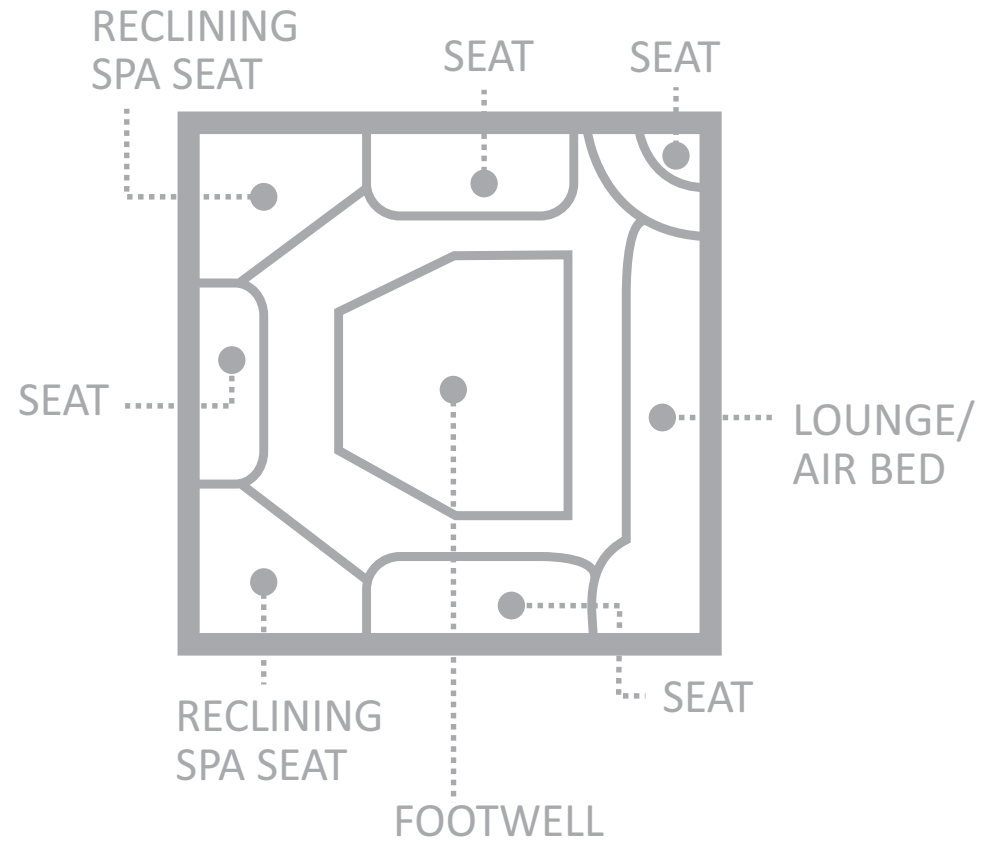 RECLINING
SPA SEAT
SEAT
SEAT
SEAT
LOUNGE/
AIR BED
RECLINING
SPA SEAT
SEAT
FOOTWELL